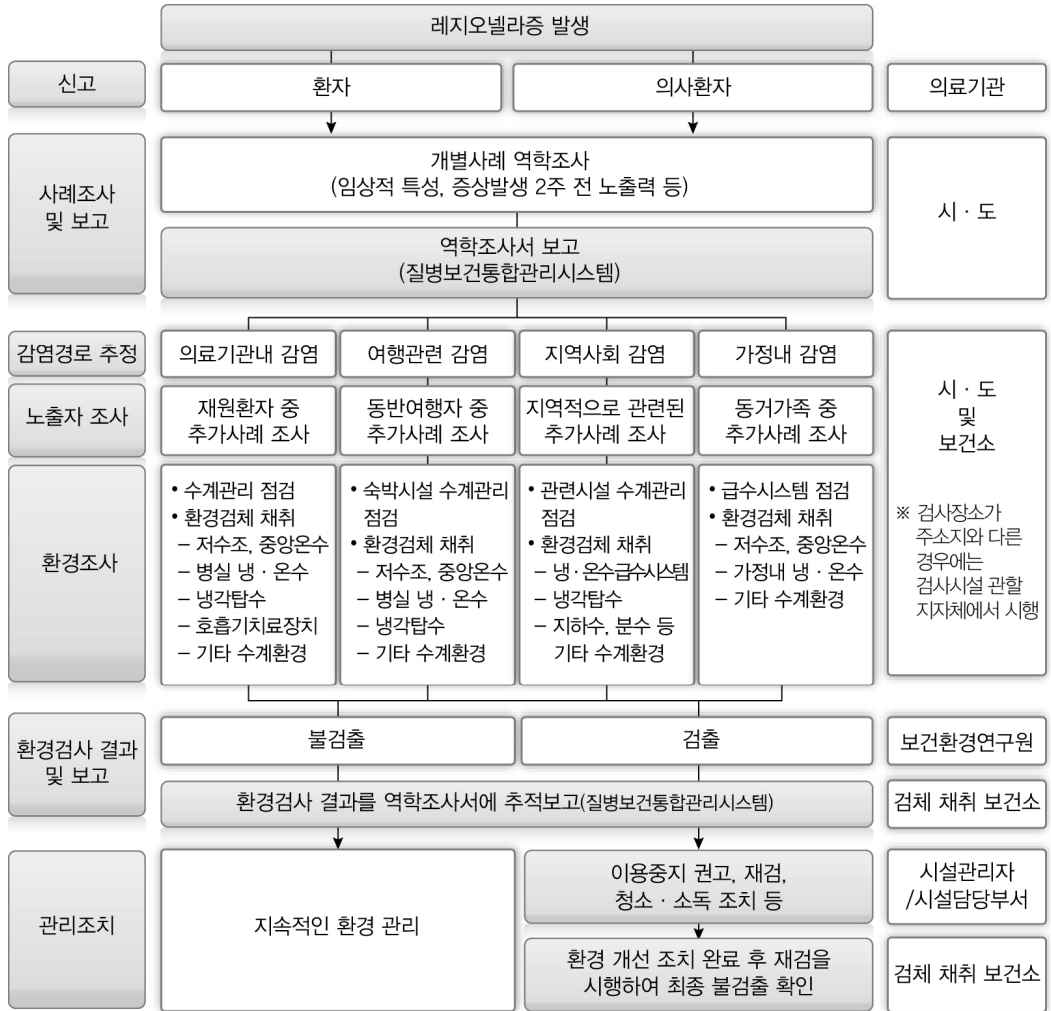 레지오넬라증 발생
신고
환자
의사환자
의료기관
사례조사
및 보고
개별사례 역학조사
(임상적 특성, 증상발생 2주 전 노출력 등)
역학조사서 보고
(질병보건통합관리시스템)
시 · 도
감염경로 추정
의료기관내 감염
여행관련 감염
지역사회 감염
가정내 감염
노출자 조사
재원환자 중
추가사례 조사
동반여행자 중
추가사례 조사
지역적으로 관련된
추가사례 조사
동거가족 중
추가사례 조사
환경조사
• 수계관리 점검
• 환경검체 채취
– 저수조, 중앙온수
– 병실 냉 · 온수
– 냉각탑수
– 호흡기치료장치
– 기타 수계환경
• 숙박시설 수계관리
점검
• 환경검체 채취
– 저수조, 중앙온수
– 병실 냉 · 온수
– 냉각탑수
– 기타 수계환경
• 관련시설 수계관리
점검
• 환경검체 채취
– 냉 · 온수급수시스템
– 냉각탑수
– 지하수, 분수 등
기타 수계환경
• 급수시스템 점검
• 환경검체 채취
– 저수조, 중앙온수
– 가정내 냉 · 온수
– 기타 수계환경
시 · 도
및
보건소
※ 검사장소가
주소지와 다른
경우에는
검사시설 관할
지자체에서 시행
환경검사 결과
및 보고
불검출
검출
보건환경연구원
환경검사 결과를 역학조사서에 추적보고(질병보건통합관리시스템)
검체 채취 보건소
관리조치
지속적인 환경 관리
이용중지 권고, 재검,
청소 · 소독 조치 등
시설관리자
/시설담당부서
환경 개선 조치 완료 후 재검을
시행하여 최종 불검출 확인
검체 채취 보건소